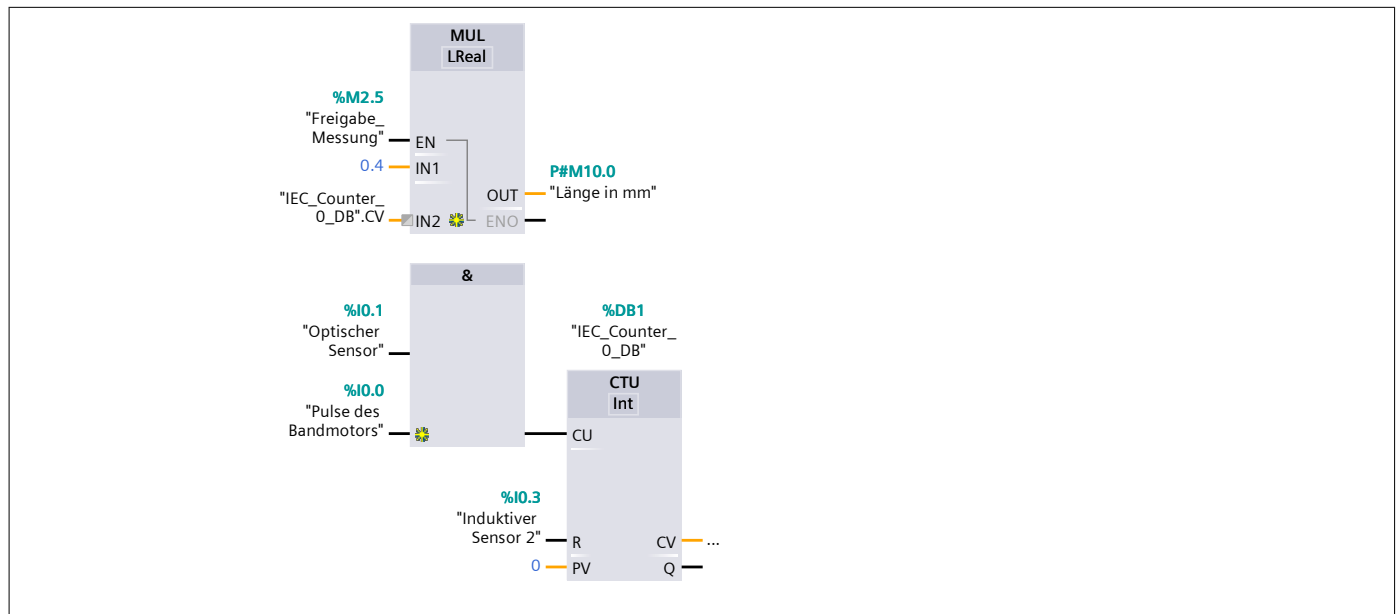 MUL
LReal
%M2.5
"Freigabe_
Messung"
EN
0.4
IN1
P#M10.0
OUT
"Länge in mm"
"IEC_Counter_
0_DB".CV
IN2
ENO
&
%I0.1
"Optischer
Sensor"
%DB1
"IEC_Counter_
0_DB"
%I0.0
"Pulse des
Bandmotors"
CTU
Int
CU
%I0.3
"Induktiver
Sensor 2"
R
CV
...
0
PV
Q